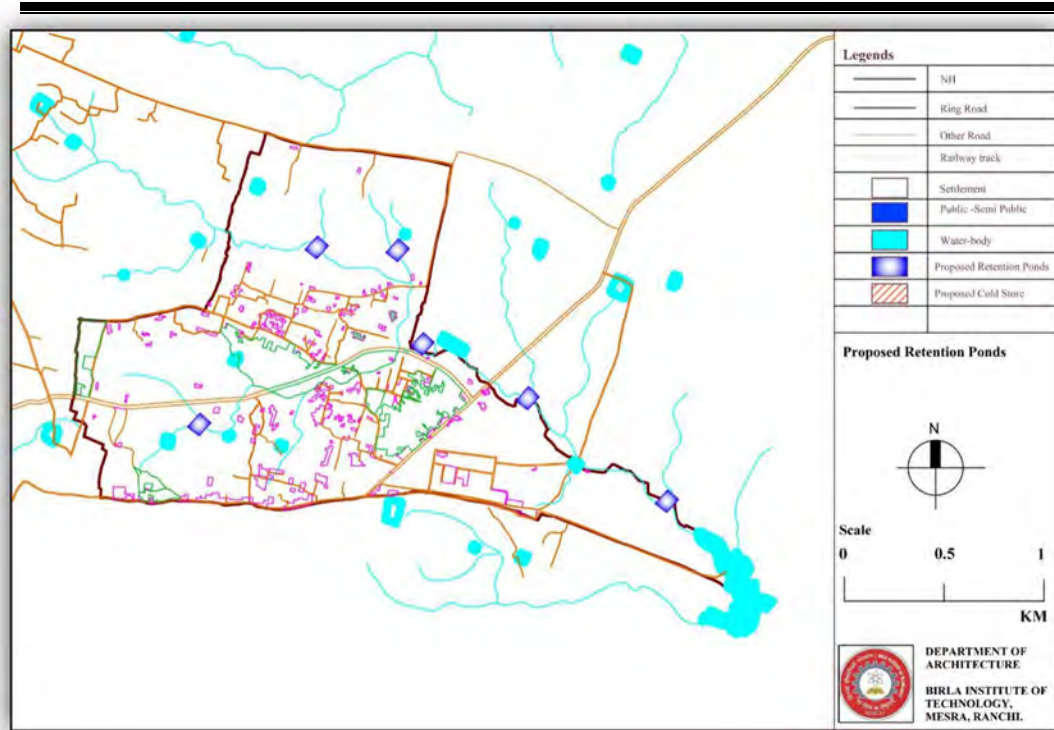 Legends
NH
Ring Road
Other Road
Railway track
Settlement
Public -Semi Public
Water-body
Proposed Retention Ponds
Proposed Cold Store
Proposed Retention Ponds
N
Scale
0 0.5 1
KM
DEPARTMENT OF
ARCHITECTURE
BIRLA INSTITUTE OF
TECHNOLOGY,
MESRA, RANCHI.